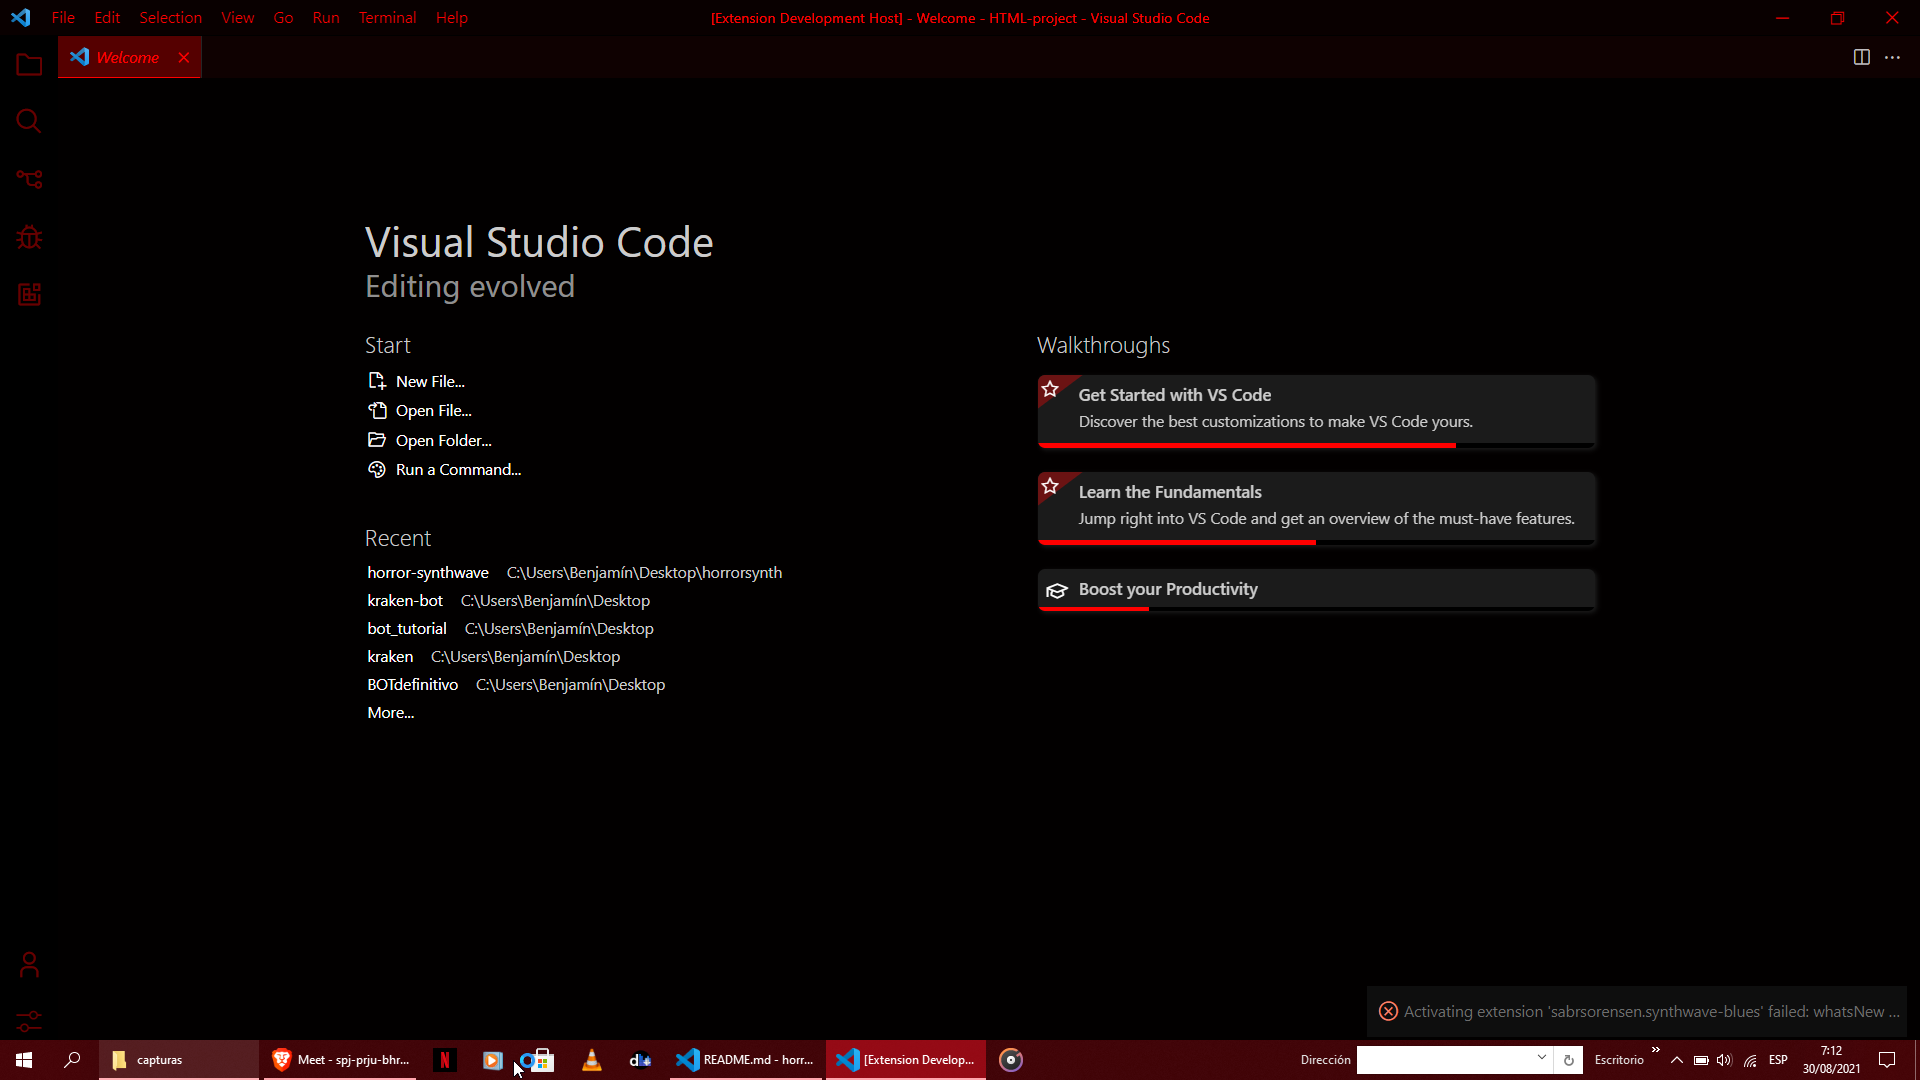 File Edit Selection View Go Run Terminal Help
[Extension Development Host] - Welcome - HTML-project - Visual Studio Code
Welcome
Visual Studio Code
Editing evolved
Start
New File...
Open File...
Open Folder...
Run a Command...
Recent
horror-synthwave C:\Users\Benjamín\Desktop\horrorsynth
kraken-bot C:\Users\Benjamín\Desktop
bot_tutorial C:\Users\Benjamín\Desktop
kraken C:\Users\Benjamín\Desktop
BOTdefinitivo C:\Users\Benjamín\Desktop
More...
Walkthroughs
Get Started with VS Code
Discover the best customizations to make VS Code yours.
Learn the Fundamentals
Jump right into VS Code and get an overview of the must-have features.
Boost your Productivity
Activating extension 'sabrsorensen.synthwave-blues' failed: whatsNew ...
capturas
Meet - spj-prju-bhr...
N
README.md - horr...
[Extension Develop...
Dirección
Escritorio
ESP
7:12
30/08/2021